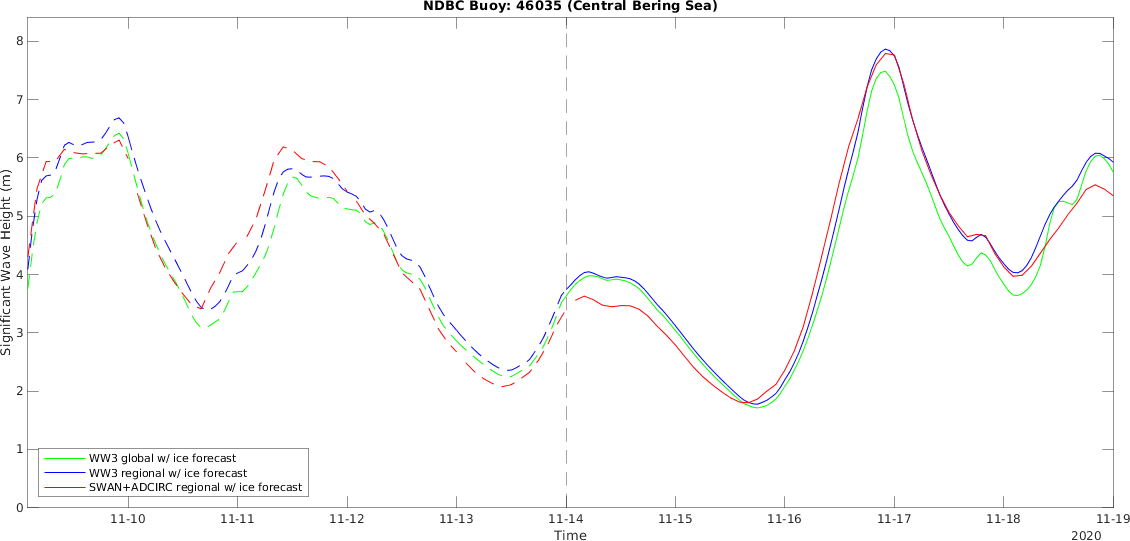 NDBC Buoy: 46035 (Central Bering Sea)
Significant Wave Height (m)
8
7
6
5
4
3
2
1
0
WW3 global w/ ice forecast
WW3 regional w/ ice forecast
SWAN+ADCIRC regional w/ ice forecast
11-10 11-11 11-12 11-13 11-14 11-15 11-16 11-17 11-18 11-19
Time
2020